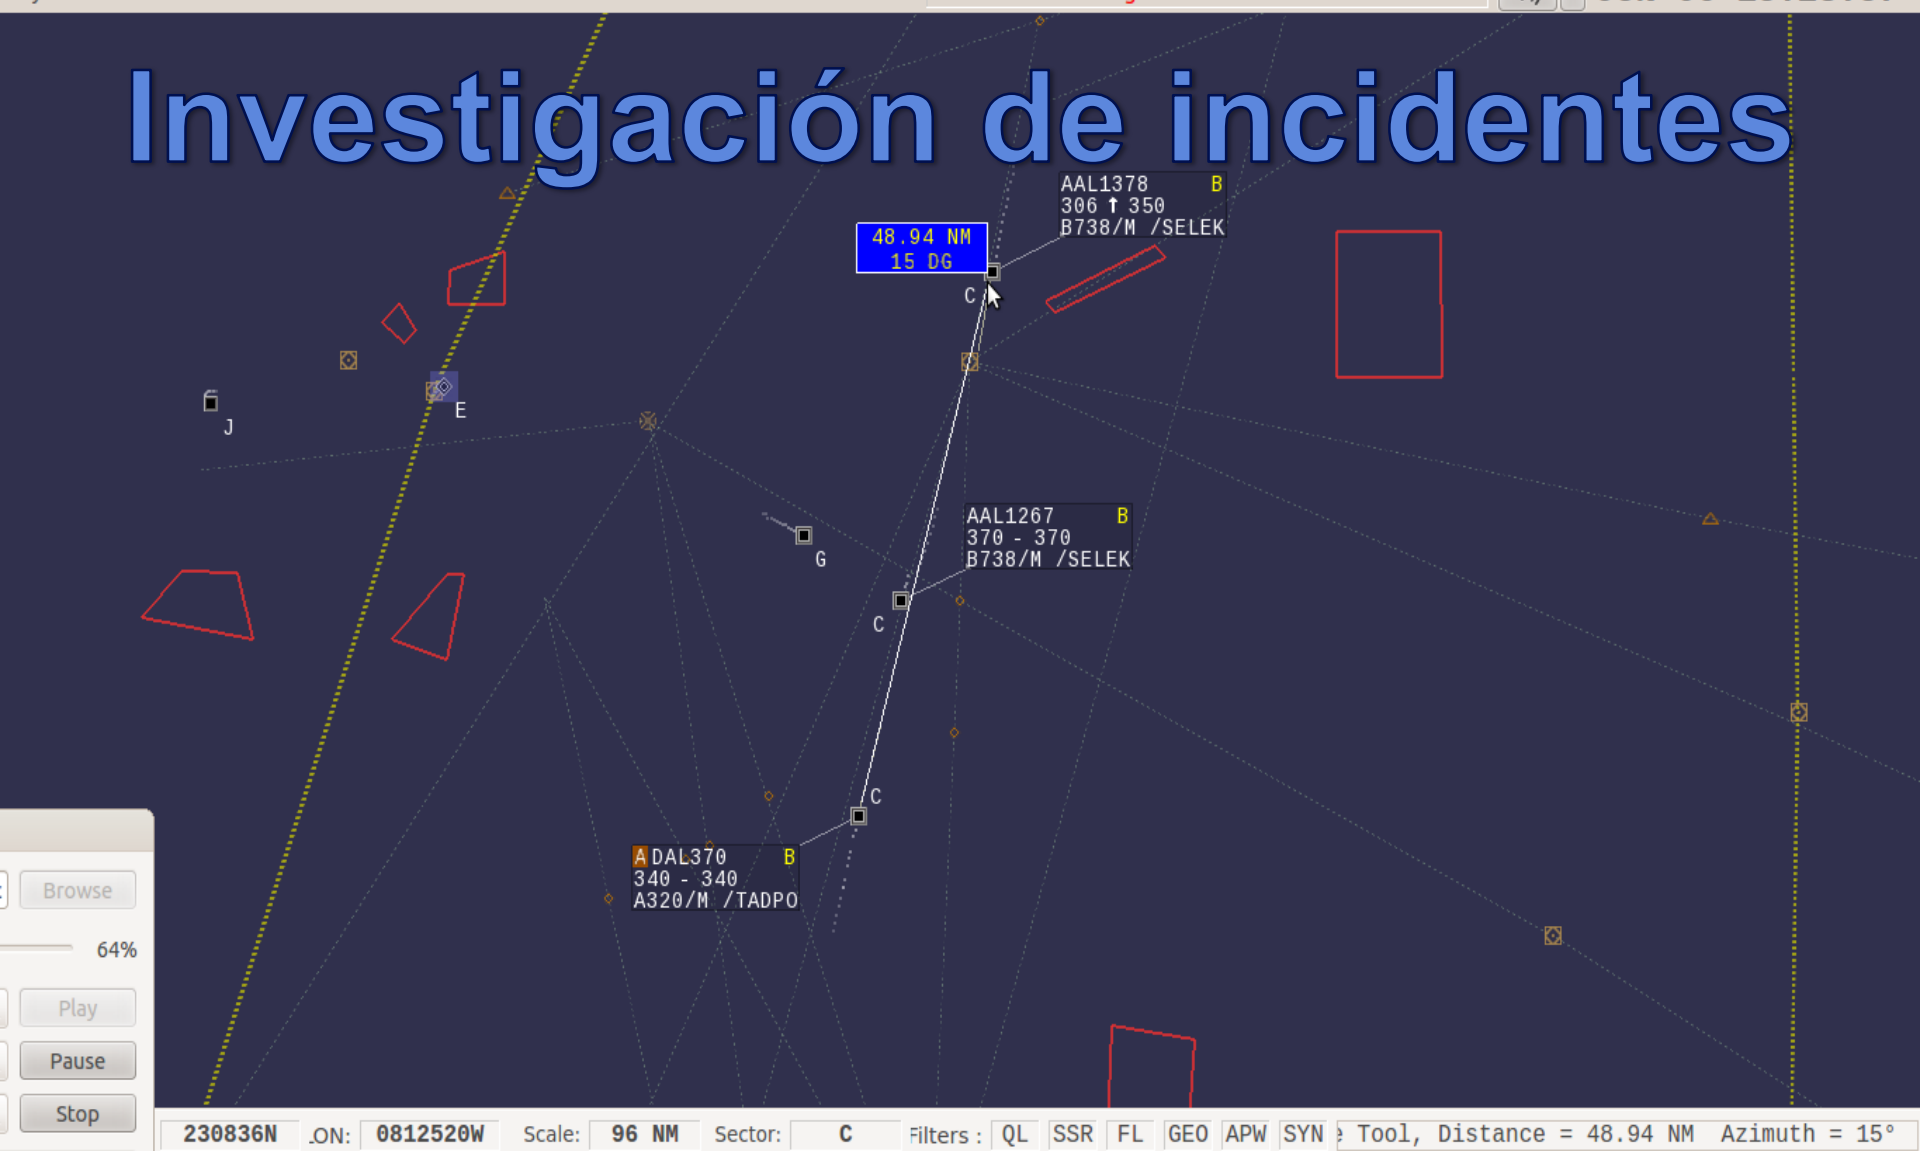 Investigación de incidentes
AAL1378 B
306 ↑ 350
B738/M /SELEK
48.94 NM
15 DG
C
E
J
AAL1267 B
370 - 370
B738/M /SELEK
G
C
C
A DAL370 B
340 - 340
A320/M /TADPO
Browse
64%
Play
Pause
Stop
230836N LON: 0812520W Scale: 96 NM Sector: C Filters : QL SSR FL GEO APW SYN Tool, Distance = 48.94 NM Azimuth = 15°